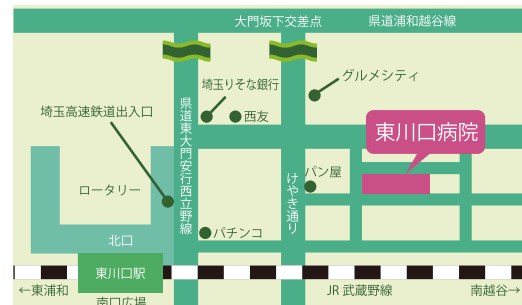 大門坂下交差点
県道浦和越谷線
埼玉りそな銀行
グルメシティ
西友
埼玉高速鉄道出入口
東川口病院
県道東大門安行西立野線
けやき通り
パン屋
ロータリー
パチンコ
北口
東川口駅
←東浦和
南口広場
JR 武蔵野線
南越谷→